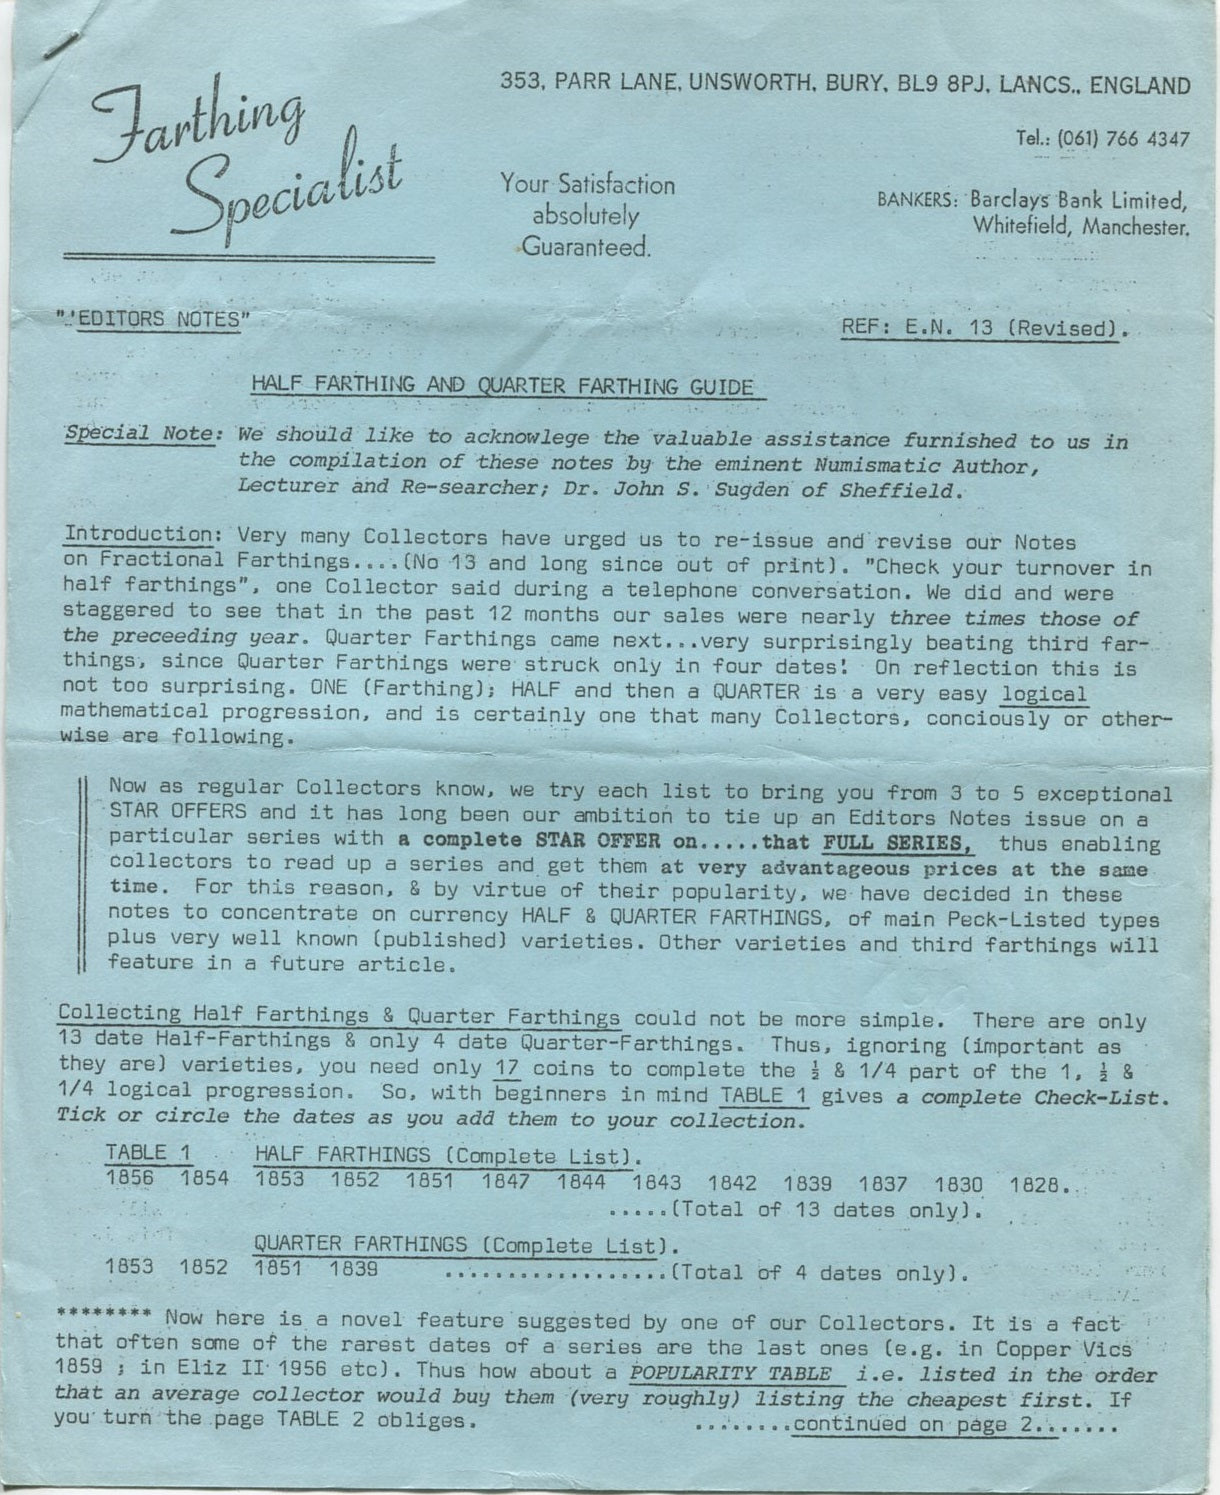 Farthing
Specialist
353, PARR LANE, UNSWORTH, BURY, BL9 8PJ, LANCS., ENGLAND
Tel.: (061) 766 4347
Your Satisfaction
absolutely
Guaranteed.
BANKERS: Barclays Bank Limited,
Whitefield, Manchester.
"'EDITORS NOTES"
REF: E.N. 13 (Revised).
HALF FARTHING AND QUARTER FARTHING GUIDE
Special Note: We should like to acknowlege the valuable assistance furnished to us in
the compilation of these notes by the eminent Numismatic Author,
Lecturer and Re-searcher; Dr. John S. Sugden of Sheffield.
Introduction: Very many Collectors have urged us to re-issue and revise our Notes
on Fractional Farthings....(No 13 and long since out of print). "Check your turnover in
half farthings", one Collector said during a telephone conversation. We did and were
staggered to see that in the past 12 months our sales were nearly three times those of
the preceeding year. Quarter Farthings came next...very surprisingly beating third far-
things, since Quarter Farthings were struck only in four dates! On reflection this is
not too surprising. ONE (Farthing); HALF and then a QUARTER is a very easy logical
mathematical progression, and is certainly one that many Collectors, conciously or other-
wise are following.
Now as regular Collectors know, we try each list to bring you from 3 to 5 exceptional
STAR OFFERS and it has long been our ambition to tie up an Editors Notes issue on a
particular series with a complete STAR OFFER on.....that FULL SERIES, thus enabling
collectors to read up a series and get them at very advantageous prices at the same
time. For this reason, & by virtue of their popularity, we have decided in these
notes to concentrate on currency HALF & QUARTER FARTHINGS, of main Peck-Listed types
plus very well known (published) varieties. Other varieties and third farthings will
feature in a future article.
Collecting Half Farthings & Quarter Farthings could not be more simple. There are only
13 date Half-Farthings & only 4 date Quarter-Farthings. Thus, ignoring (important as
they are) varieties, you need only 17 coins to complete the ½ & 1/4 part of the 1, ½ &
1/4 logical progression. So, with beginners in mind TABLE 1 gives a complete Check-List.
Tick or circle the dates as you add them to your collection.
TABLE 1 HALF FARTHINGS (Complete List).
1856 1854 1853 1852 1851 1847 1844 1843 1842 1839 1837 1830 1828.
.....(Total of 13 dates only).
QUARTER FARTHINGS (Complete List).
1853 1852 1851 1839 ..................(Total of 4 dates only).
******** Now here is a novel feature suggested by one of our Collectors. It is a fact
that often some of the rarest dates of a series are the last ones (e.g. in Copper Vics
1859 ; in Eliz II 1956 etc). Thus how about a POPULARITY TABLE i.e. listed in the order
that an average collector would buy them (very roughly) listing the cheapest first. If
you turn the page TABLE 2 obliges. ........continued on page 2.......